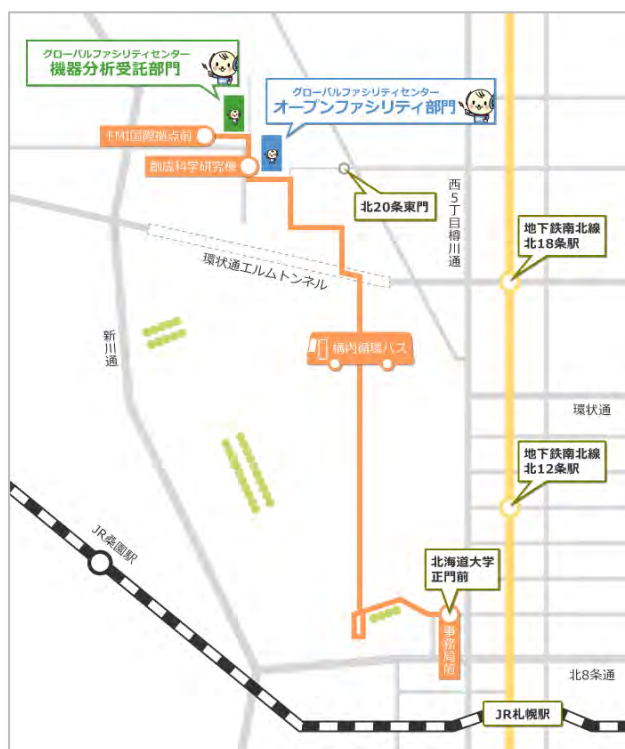 グローバルファシリティセンター
機器分析受託部門
グローバルファシリティセンター
オープンファシリティ部門
FMI国際拠点前
創成科学研究棟
北20条東門
西5丁目樽川通
地下鉄南北線
北18条駅
環状通エルムトンネル
新川通
構内循環バス
環状通
地下鉄南北線
北12条駅
JR桑園駅
北海道大学
正門前
事務局前
北8条通
JR札幌駅